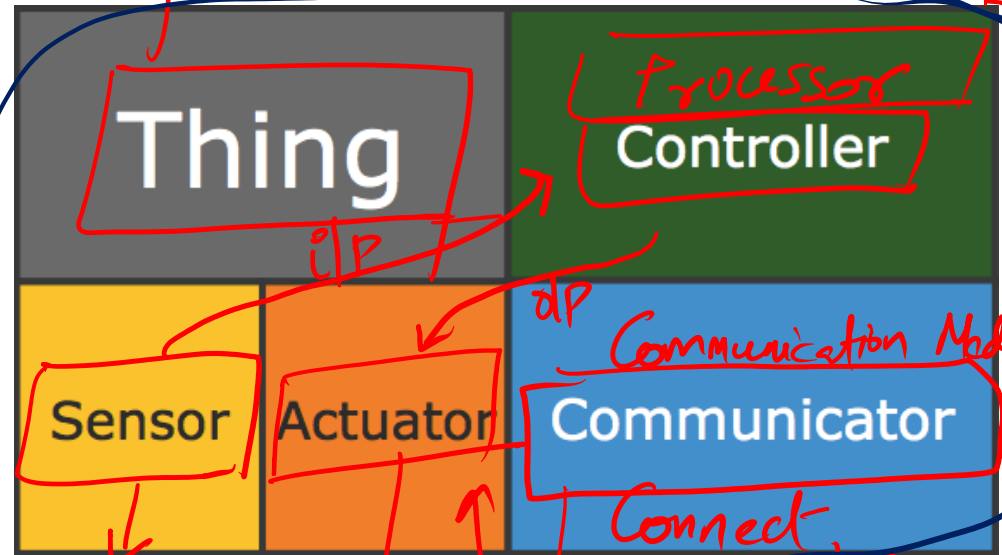 Processor
Thing
Controller
i/p
o/p
Communication Mod
Sensor
Actuator
Communicator
Connect.